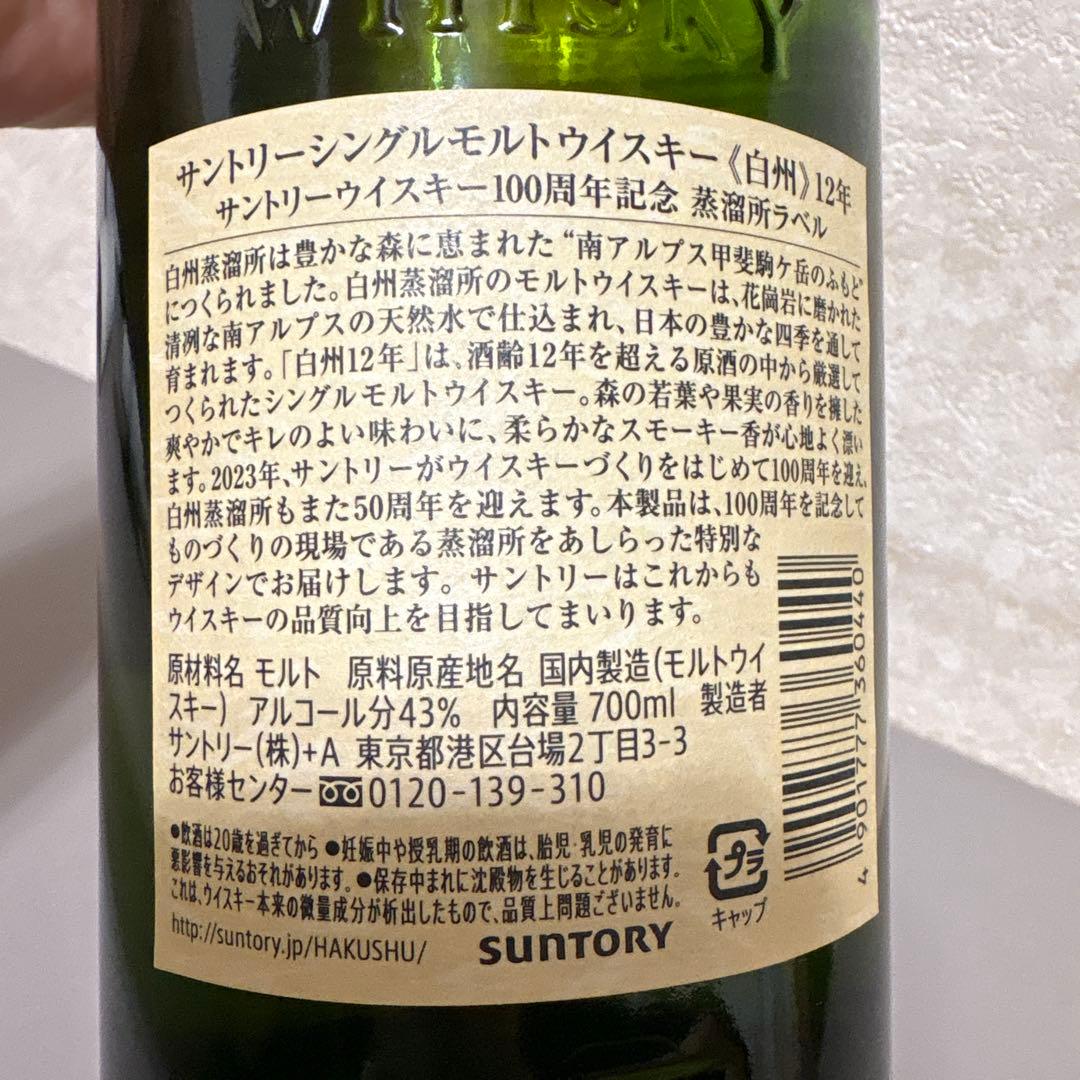 WHISKY
サントリーシングルモルトウイスキー《白州》12年
サントリーウイスキー100周年記念 蒸溜所ラベル
白州蒸溜所は豊かな森に恵まれた“南アルプス甲斐駒ケ岳のふもと”
につくられました。白州蒸溜所のモルトウイスキーは、花崗岩に磨かれた
清冽な南アルプスの天然水で仕込まれ、日本の豊かな四季を通して
育まれます。「白州12年」は、酒齢12年を超える原酒の中から厳選して
つくられたシングルモルトウイスキー。森の若葉や果実の香りを擁した
爽やかでキレのよい味わいに、柔らかなスモーキー香が心地よく漂い
ます。2023年、サントリーがウイスキーづくりをはじめて100周年を迎え、
白州蒸溜所もまた50周年を迎えます。本製品は、100周年を記念して
ものづくりの現場である蒸溜所をあしらった特別な
デザインでお届けします。サントリーはこれからも
ウイスキーの品質向上を目指してまいります。
原材料名 モルト 原料原産地名 国内製造(モルトウイ
スキー) アルコール分43% 内容量 700ml 製造者
サントリー(株)+A 東京都港区台場2丁目3-3
お客様センター 0120-139-310
●飲酒は20歳を過ぎてから ●妊娠中や授乳期の飲酒は、胎児・乳児の発育に
悪影響を与えるおそれがあります。●保存中まれに沈殿物を生じることがあります。
これは、ウイスキー本来の微量成分が析出したもので、品質上問題ございません。
http://suntory.jp/HAKUSHU/
SUNTORY
プラ
キャップ
4901777360440